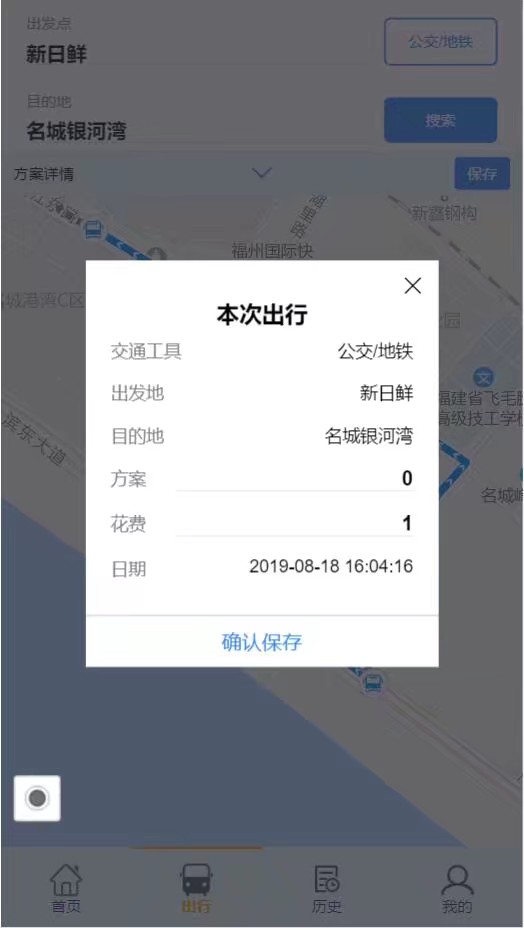 出发点
新日鲜
公交/地铁
目的地
名城银河湾
搜索
方案详情
保存
湖里路
新鑫钢构
福州国际快
名城港湾C区
公园
滨东大道
本次出行
交通工具 公交/地铁
出发地 新日鲜
目的地 名城银河湾
方案 0
花费 1
日期 2019-08-18 16:04:16
确认保存
福建省飞毛腿
高级技工学校
首页
出行
历史
我的